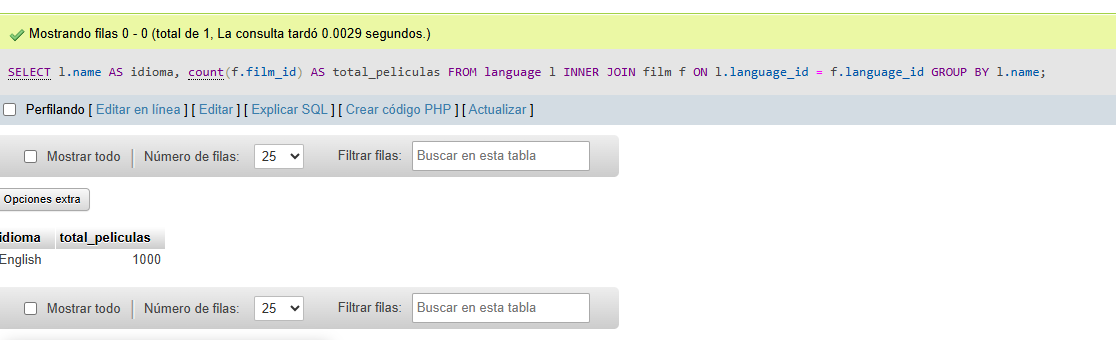 Mostrando filas 0 - 0 (total de 1, La consulta tardó 0.0029 segundos.)
SELECT l.name AS idioma, count(f.film_id) AS total_peliculas FROM language l INNER JOIN film f ON l.language_id = f.language_id GROUP BY l.name;
Perfilando [ Editar en línea ] [ Editar ] [ Explicar SQL ] [ Crear código PHP ] [ Actualizar ]
Mostrar todo | Número de filas: 25 Filtrar filas: Buscar en esta tabla
Opciones extra
idioma total_peliculas
English 1000
Mostrar todo | Número de filas: 25 Filtrar filas: Buscar en esta tabla